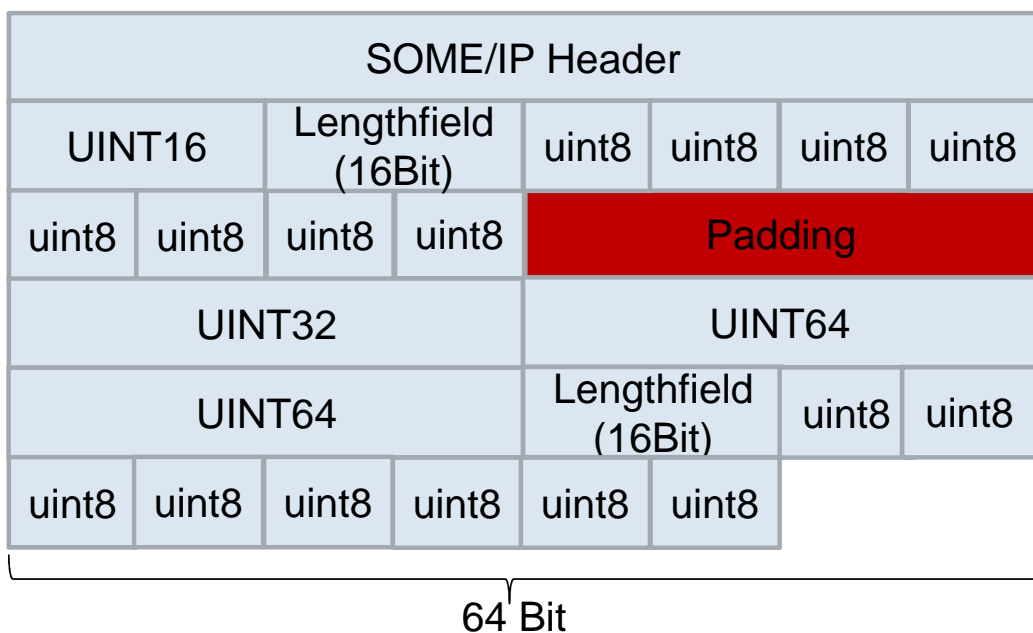 SOME/IP Header
UINT16 Lengthfield (16Bit) uint8 uint8 uint8 uint8
uint8 uint8 uint8 uint8 Padding
UINT32 UINT64
UINT64 Lengthfield (16Bit) uint8 uint8
uint8 uint8 uint8 uint8 uint8 uint8
64 Bit